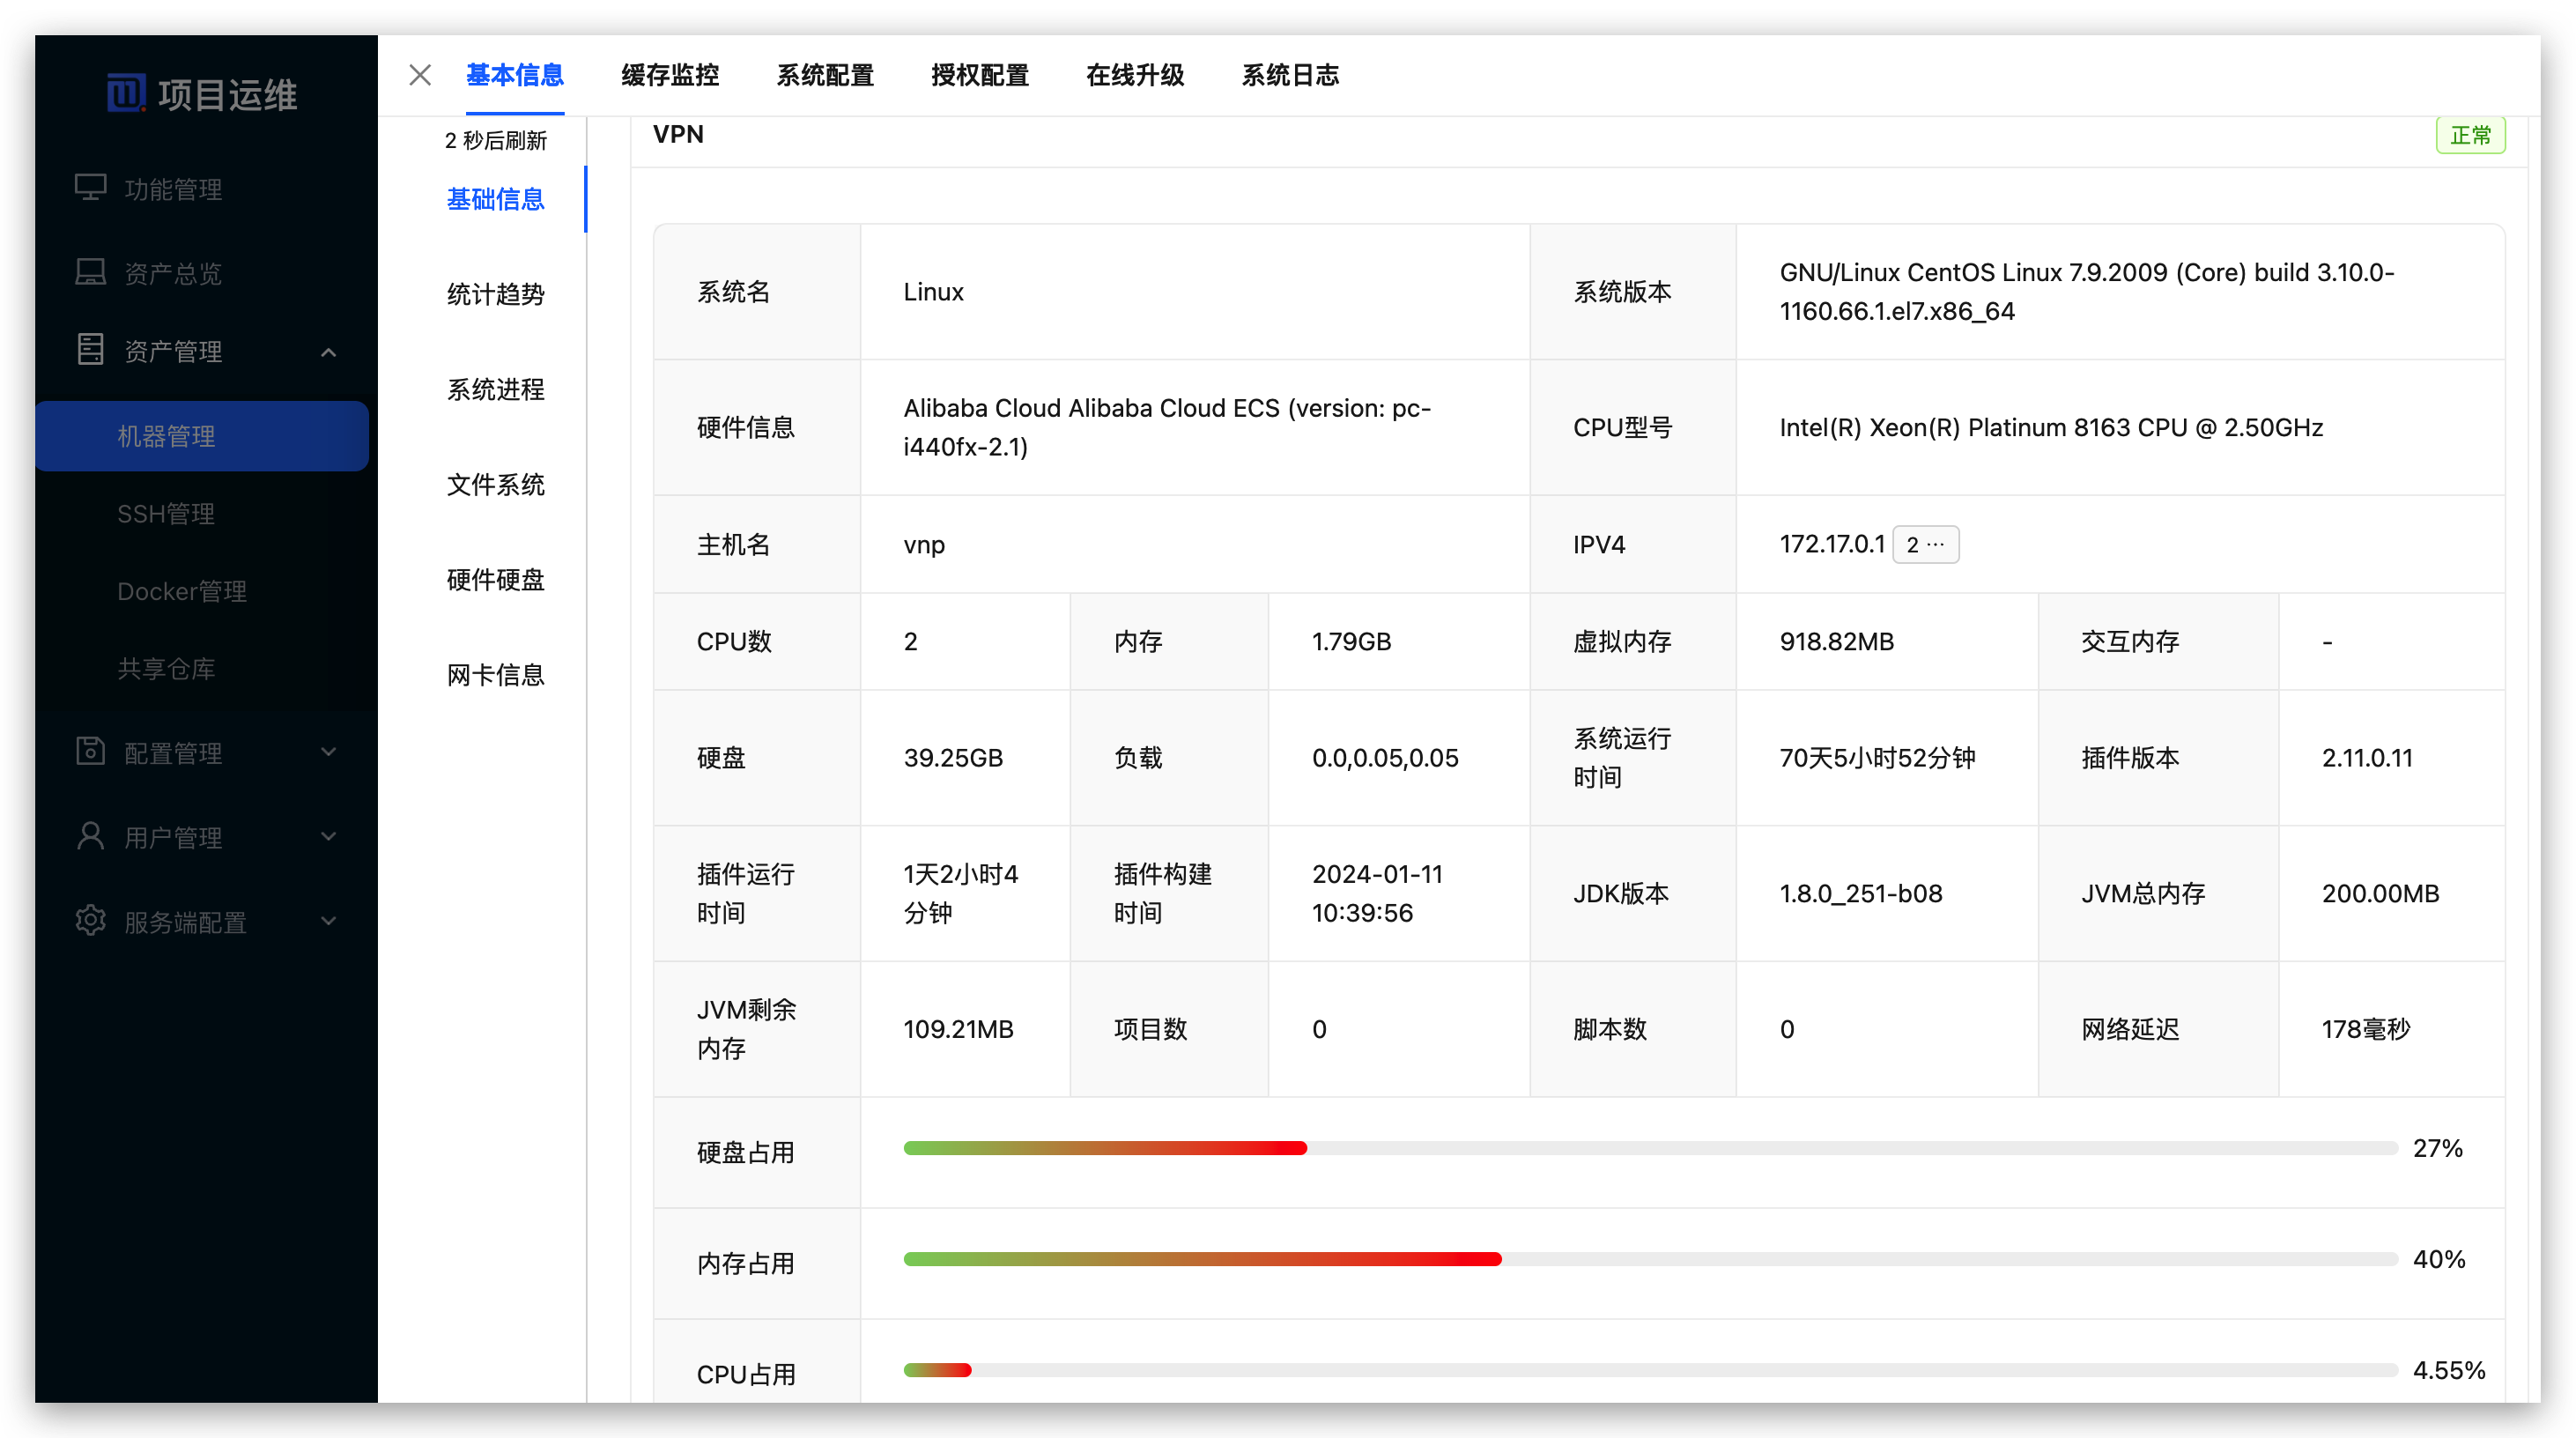 项目运维
功能管理
资产总览
资产管理
机器管理
SSH管理
Docker管理
共享仓库
配置管理
用户管理
服务端配置
基本信息 缓存监控 系统配置 授权配置 在线升级 系统日志
2 秒后刷新
基础信息
统计趋势
系统进程
文件系统
硬件硬盘
网卡信息
VPN 正常
系统名 Linux 系统版本 GNU/Linux CentOS Linux 7.9.2009 (Core) build 3.10.0-
1160.66.1.el7.x86_64
硬件信息 Alibaba Cloud Alibaba Cloud ECS (version: pc-
i440fx-2.1)
CPU型号 Intel(R) Xeon(R) Platinum 8163 CPU @ 2.50GHz
主机名 vnp IPV4 172.17.0.1 2 ···
CPU数 2 内存 1.79GB 虚拟内存 918.82MB 交互内存 -
硬盘 39.25GB 负载 0.0,0.05,0.05 系统运行
时间 70天5小时52分钟 插件版本 2.11.0.11
插件运行
时间 1天2小时4
分钟 插件构建
时间 2024-01-11
10:39:56 JDK版本 1.8.0_251-b08 JVM总内存 200.00MB
JVM剩余
内存 109.21MB 项目数 0 脚本数 0 网络延迟 178毫秒
硬盘占用 27%
内存占用 40%
CPU占用 4.55%